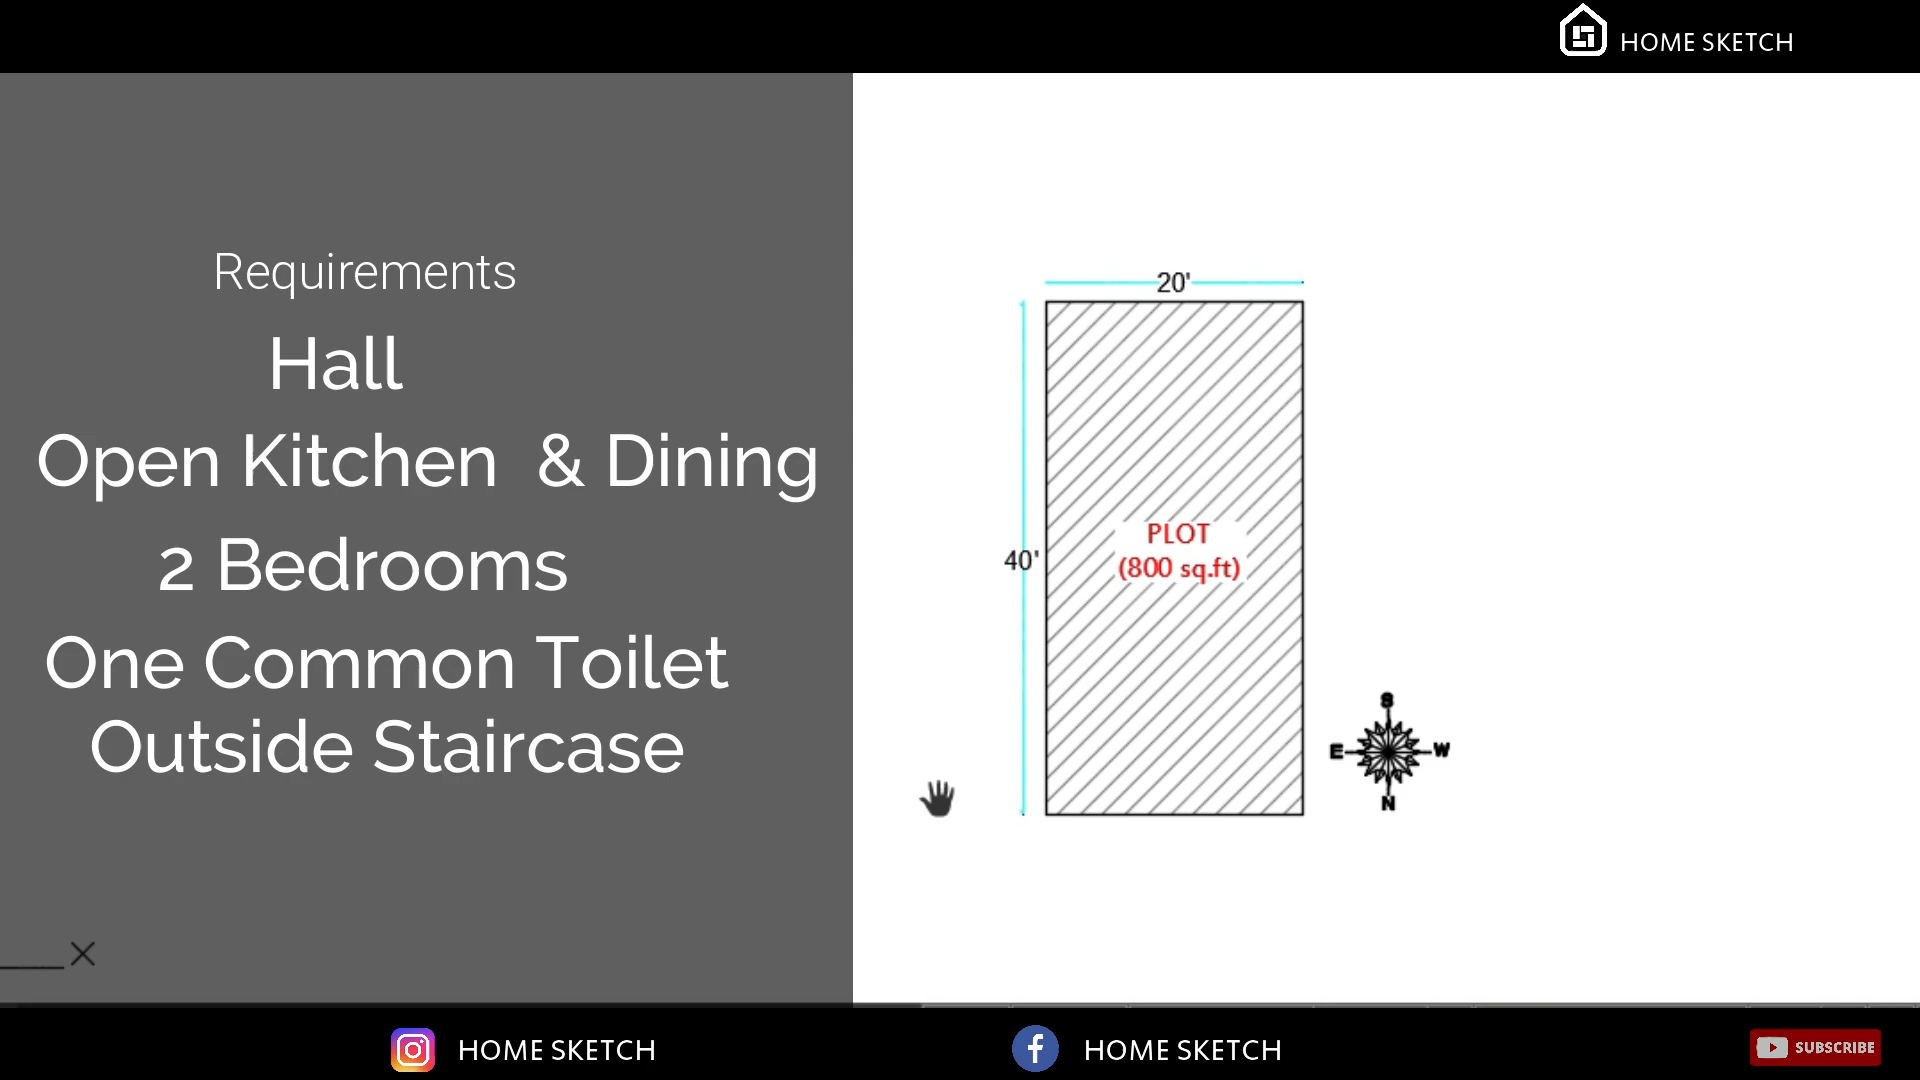 HOME SKETCH
Requirements
Hall
Open Kitchen & Dining
2 Bedrooms
One Common Toilet
Outside Staircase
20'
40'
PLOT
(800 sq.ft)
S
E W
N
X
HOME SKETCH
HOME SKETCH
SUBSCRIBE